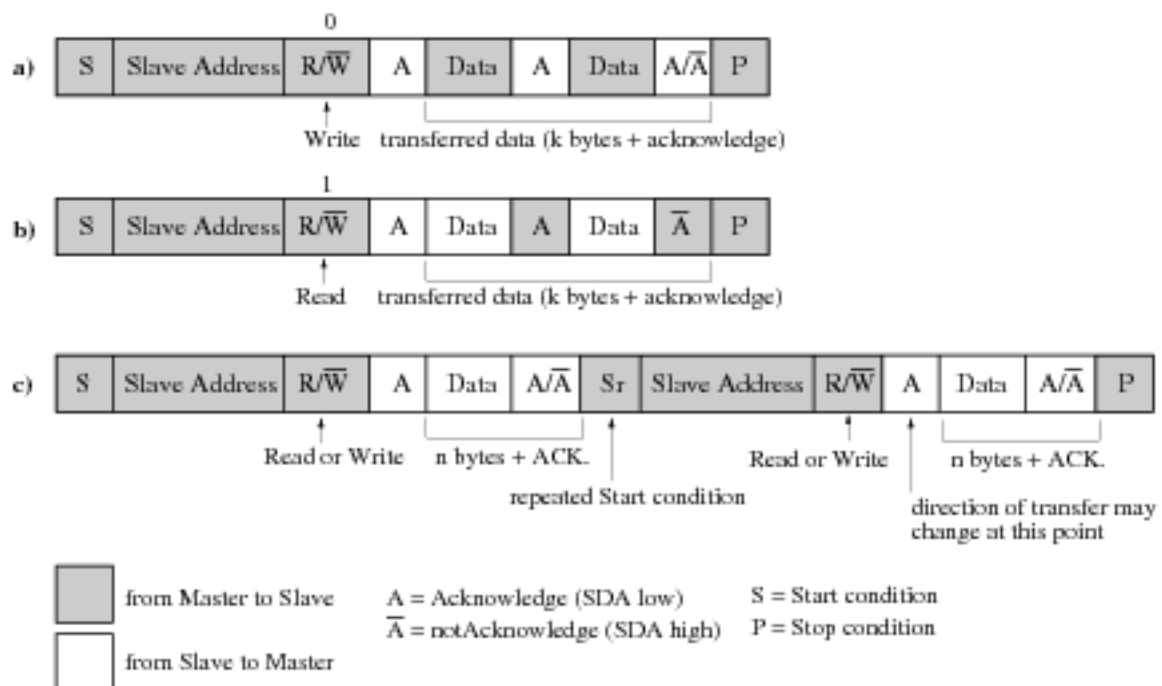 0
a) S Slave Address R/W̅ A Data A Data A/A̅ P
Write transferred data (k bytes + acknowledge)
1
b) S Slave Address R/W̅ A Data A Data A̅ P
Read transferred data (k bytes + acknowledge)
c) S Slave Address R/W̅ A Data A/A̅ Sr Slave Address R/W̅ A Data A/A̅ P
Read or Write n bytes + ACK. Read or Write n bytes + ACK.
repeated Start condition direction of transfer may
change at this point
from Master to Slave A = Acknowledge (SDA low) S = Start condition
A̅ = notAcknowledge (SDA high) P = Stop condition
from Slave to Master